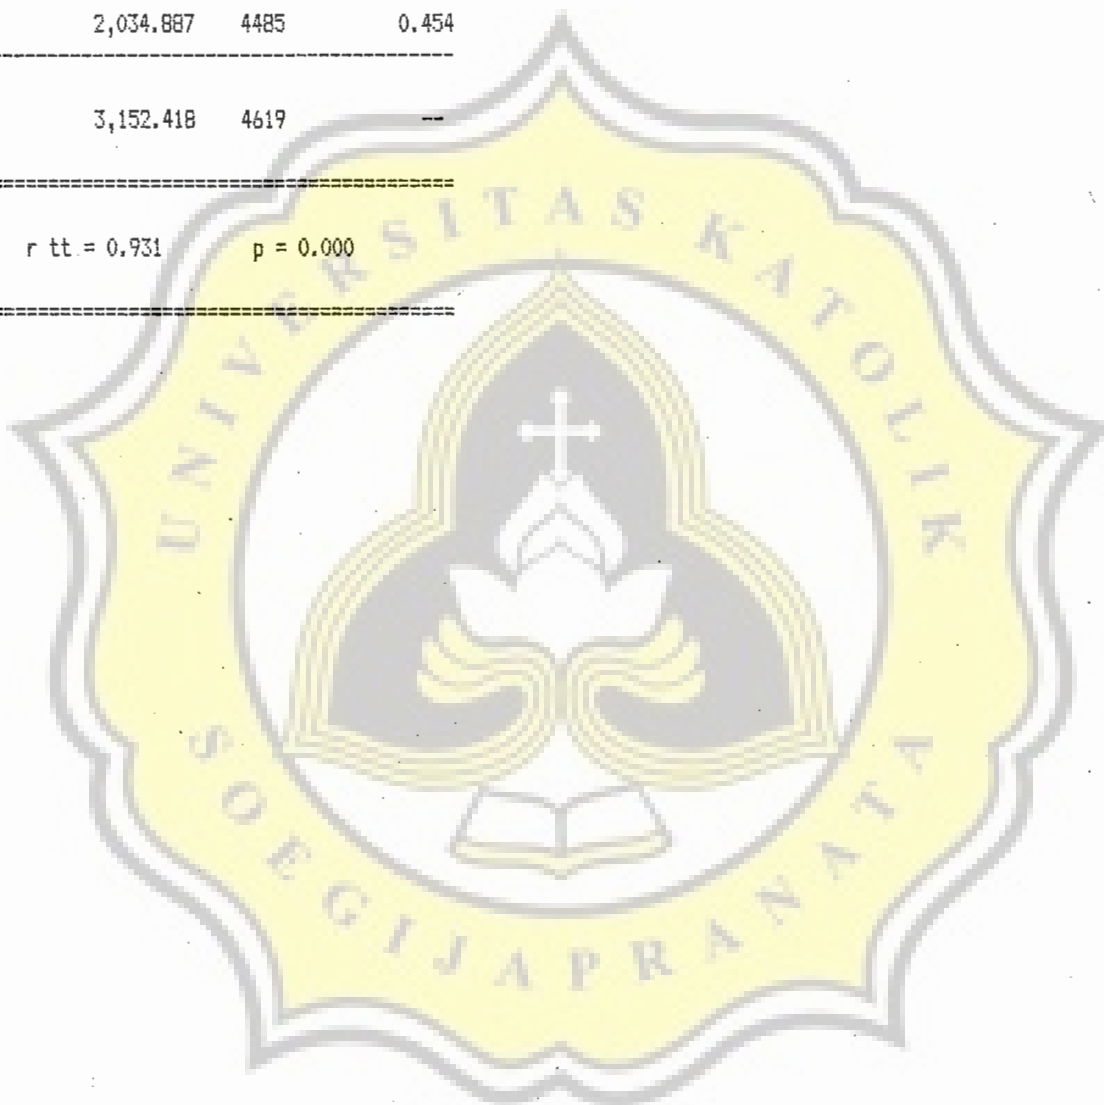 2,034.887 4485 0.454
3,152.418 4619 --
r tt = 0.931 p = 0.000
UNIVERSITAS KATOLIK
SOEGIJAPRANATA